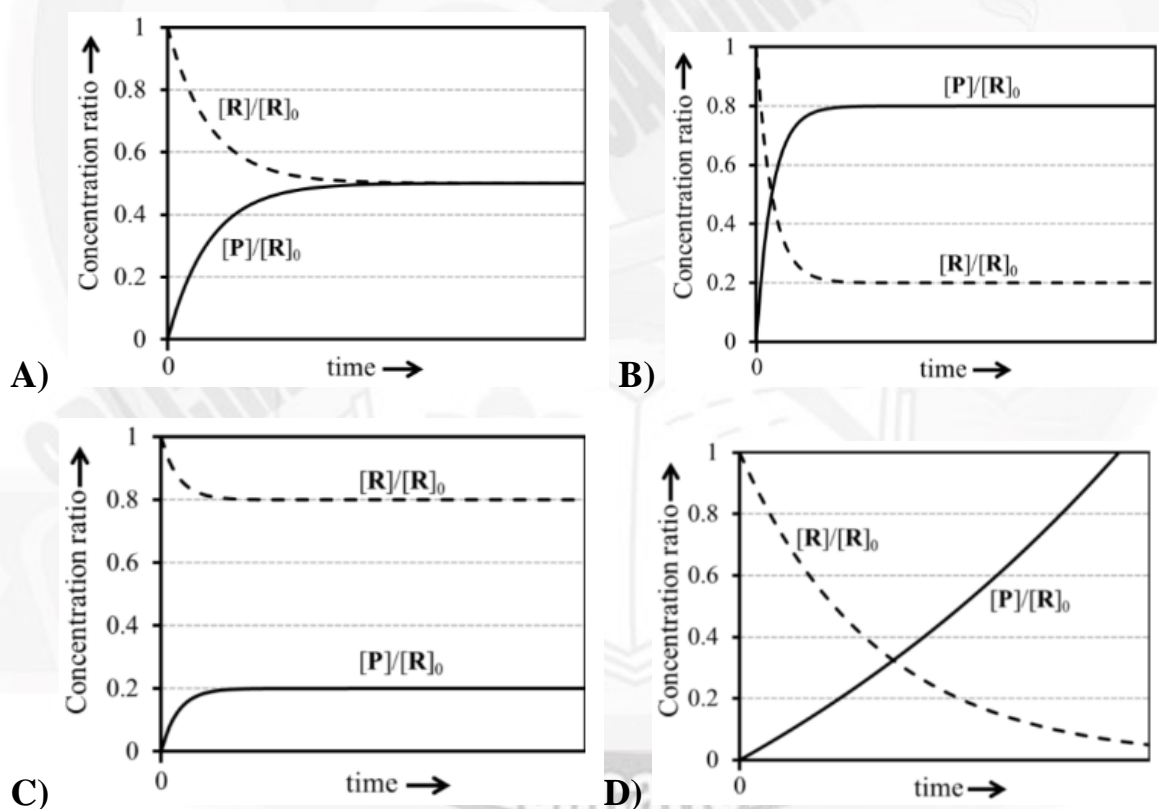 1
0.8
0.6
0.4
0.2
0
0
Concentration ratio
[R]/[R]₀
[P]/[R]₀
time
A)
1
0.8
0.6
0.4
0.2
0
0
Concentration ratio
[P]/[R]₀
[R]/[R]₀
time
B)
1
0.8
0.6
0.4
0.2
0
0
Concentration ratio
[R]/[R]₀
[P]/[R]₀
time
C)
1
0.8
0.6
0.4
0.2
0
0
Concentration ratio
[R]/[R]₀
[P]/[R]₀
time
D)